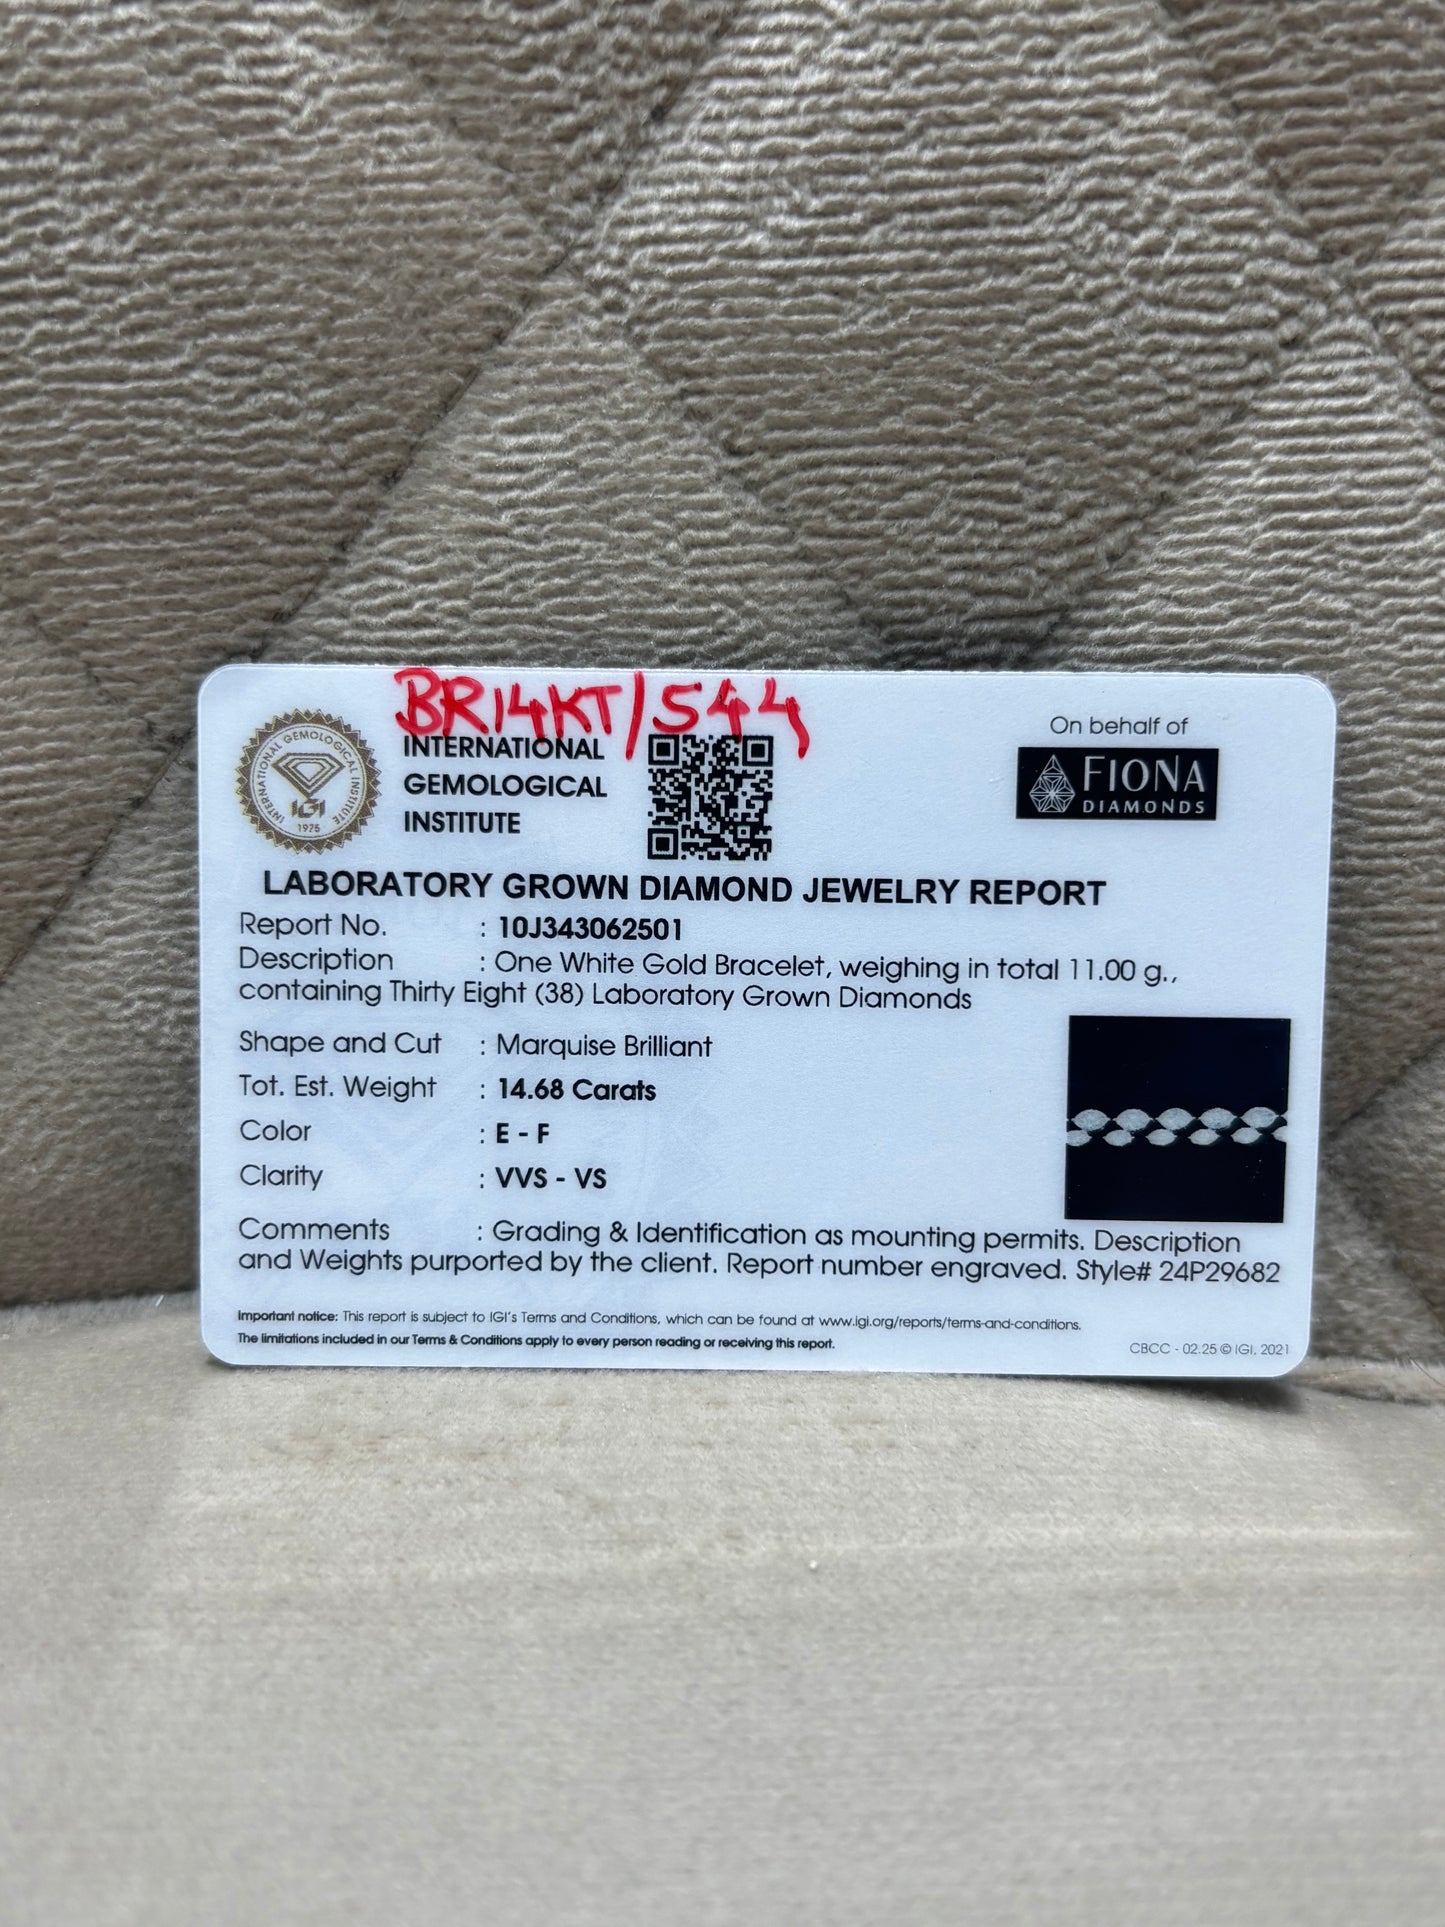 BR14KT/544
INTERNATIONAL
GEMOLOGICAL
INSTITUTE
INTERNATIONAL GEMOLOGICAL INSTITUTE
IGI
1975
On behalf of
FIONA
DIAMONDS
LABORATORY GROWN DIAMOND JEWELRY REPORT
Report No. : 10J343062501
Description : One White Gold Bracelet, weighing in total 11.00 g.,
containing Thirty Eight (38) Laboratory Grown Diamonds
Shape and Cut : Marquise Brilliant
Tot. Est. Weight : 14.68 Carats
Color : E - F
Clarity : VVS - VS
Comments : Grading & Identification as mounting permits. Description
and Weights purported by the client. Report number engraved. Style# 24P29682
Important notice: This report is subject to IGI's Terms and Conditions, which can be found at www.igi.org/reports/terms-and-conditions.
The limitations included in our Terms & Conditions apply to every person reading or receiving this report.
CBCC - 02.25 © IGI, 2021